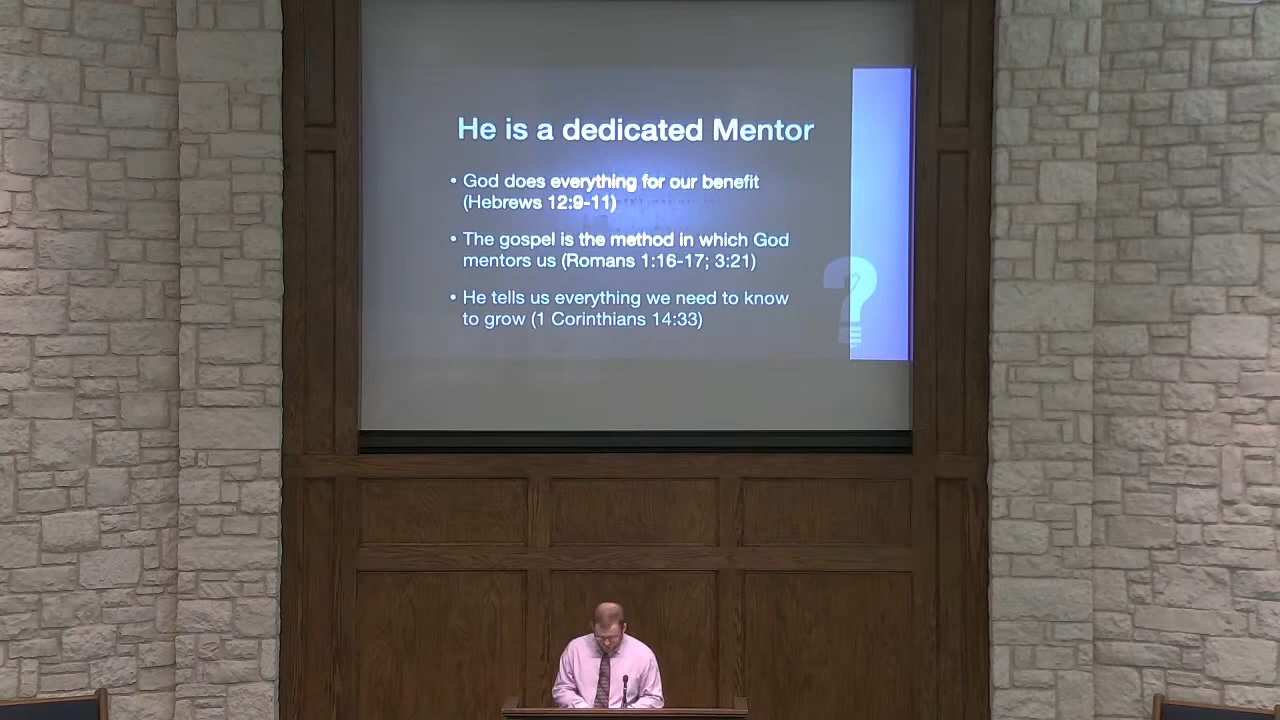 He is a dedicated Mentor
• God does everything for our benefit
(Hebrews 12:9-11)
• The gospel is the method in which God
mentors us (Romans 1:16-17; 3:21)
• He tells us everything we need to know
to grow (1 Corinthians 14:33)
?